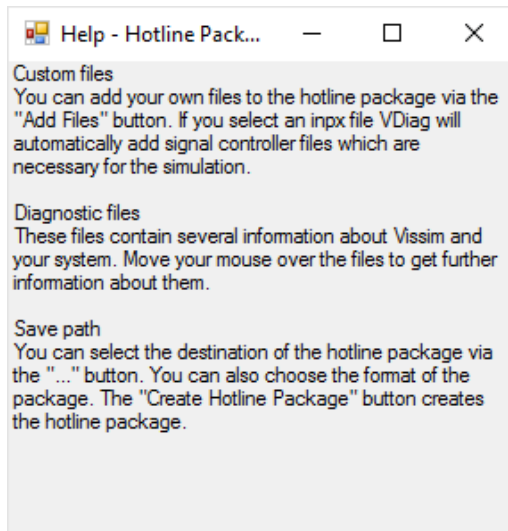 Help - Hotline Pack...
Custom files
You can add your own files to the hotline package via the
"Add Files" button. If you select an inpx file VDiag will
automatically add signal controller files which are
necessary for the simulation.
Diagnostic files
These files contain several information about Vissim and
your system. Move your mouse over the files to get further
information about them.
Save path
You can select the destination of the hotline package via
the "..." button. You can also choose the format of the
package. The "Create Hotline Package" button creates
the hotline package.